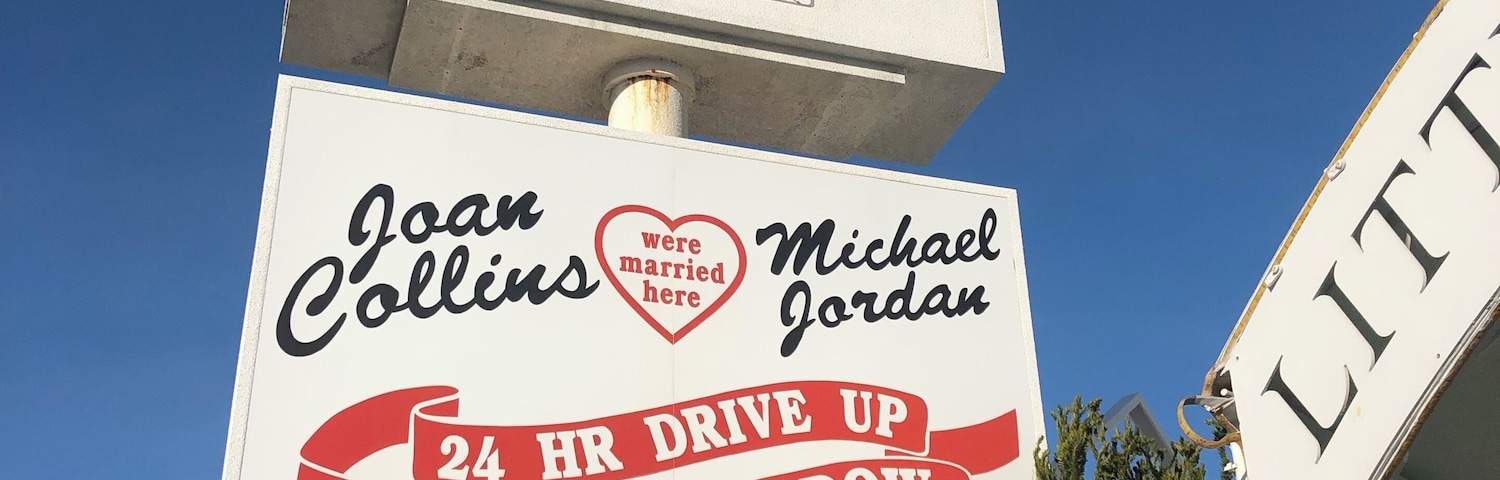 Joan
Collins
were
married
here
Michael
Jordan
24 HR DRIVE UP
LITT